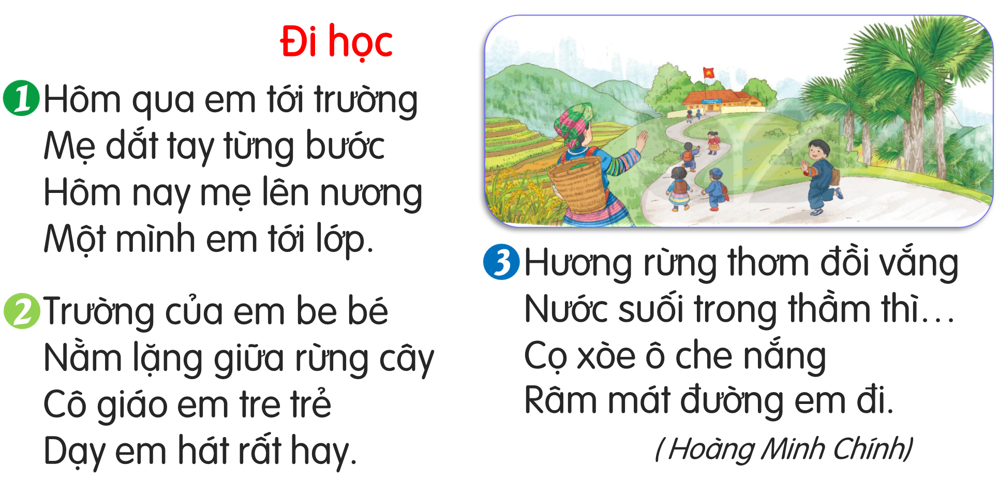 Đi học
1 Hôm qua em tới trường
Mẹ dắt tay từng bước
Hôm nay mẹ lên nương
Một mình em tới lớp.
2 Trường của em be bé
Nằm lặng giữa rừng cây
Cô giáo em tre trẻ
Dạy em hát rất hay.
3 Hương rừng thơm đồi vắng
Nước suối trong thầm thì...
Cọ xòe ô che nắng
Râm mát đường em đi.
( Hoàng Minh Chính)